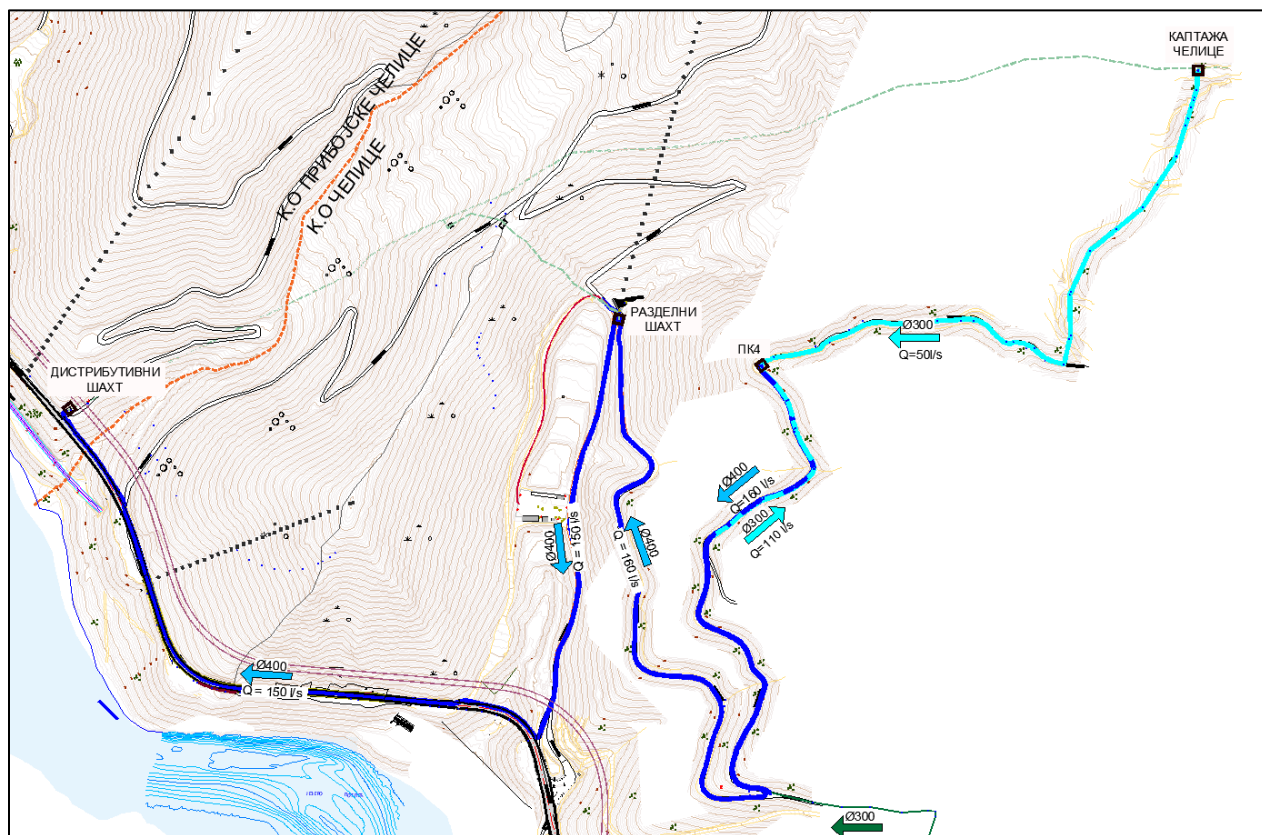 КАПТАЖА
ЧЕЛИЦЕ
К.О ПРИБОЈСКЕ ЧЕЛИЦЕ
К.О ЧЕЛИЦЕ
РАЗДЕЛНИ
ШАХТ
Ø300
Q=50l/s
ПК4
ДИСТРИБУТИВНИ
ШАХТ
Ø400
Q=160 l/s
Ø300
Q=110 l/s
Ø400
Q = 150 l/s
Ø400
Q = 160 l/s
Ø400
Q = 150 l/s
Ø300